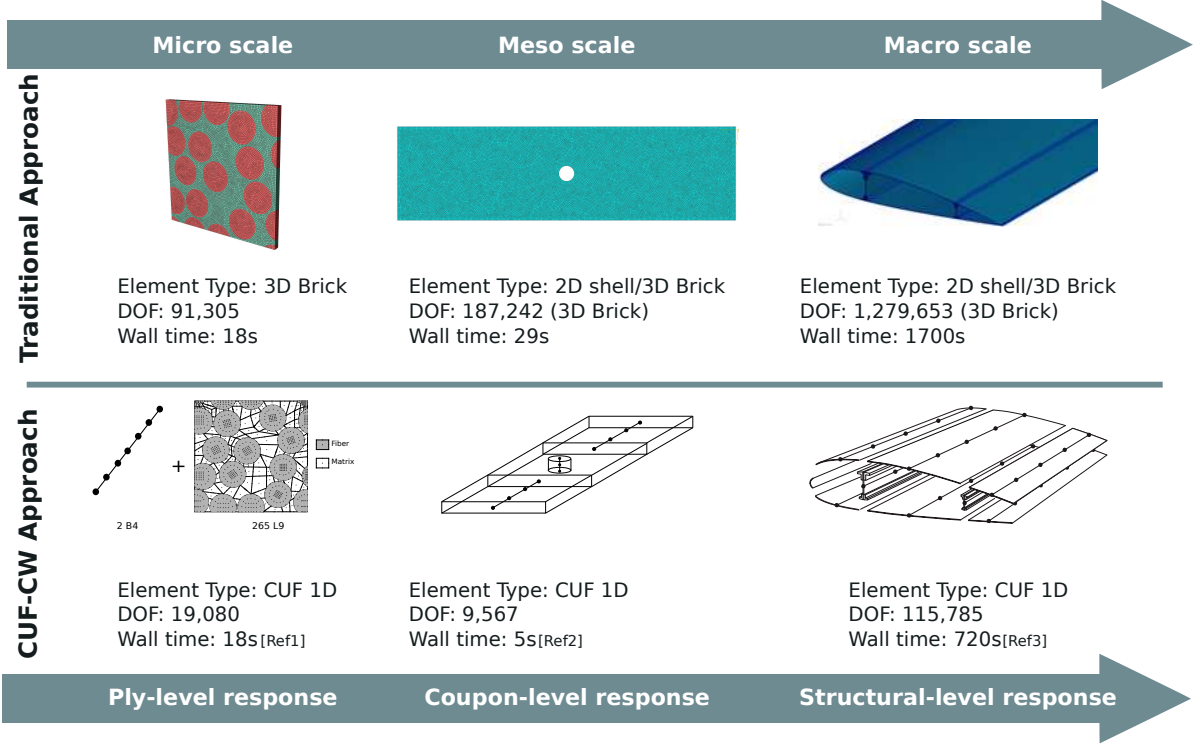 Micro scale
Meso scale
Macro scale
Traditional Approach
Element Type: 3D Brick
DOF: 91,305
Wall time: 18s
Element Type: 2D shell/3D Brick
DOF: 187,242 (3D Brick)
Wall time: 29s
Element Type: 2D shell/3D Brick
DOF: 1,279,653 (3D Brick)
Wall time: 1700s
CUF-CW Approach
+
Fiber
Matrix
2 B4
265 L9
Element Type: CUF 1D
DOF: 19,080
Wall time: 18s[Ref1]
Element Type: CUF 1D
DOF: 9,567
Wall time: 5s[Ref2]
Element Type: CUF 1D
DOF: 115,785
Wall time: 720s[Ref3]
Ply-level response
Coupon-level response
Structural-level response